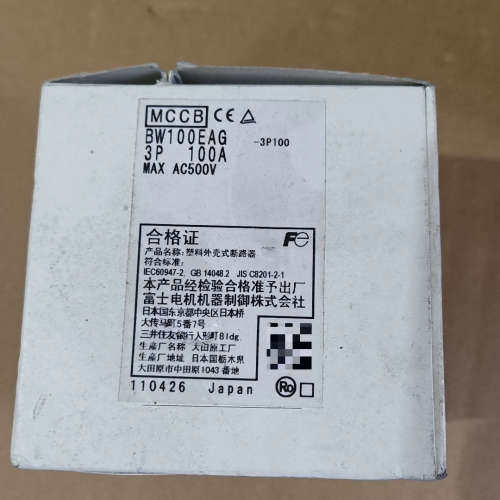 MCCB CE
BW100EAG -3P100
3P 100A
MAX AC500V
合格证 Fe
产品名称: 塑料外壳式断路器
符合标准:
IEC60947-2, GB 14048.2 JIS C8201-2-1
本产品经检验合格准予出厂
富士电机机器制御株式会社
日本国东京都中央区日本桥
大传马町5番7号
三井住友银行人形町Bldg.
生产厂名称 大田原工厂
生产厂地址 日本国栃木県
大田原市中田原1043番地
110426 Japan